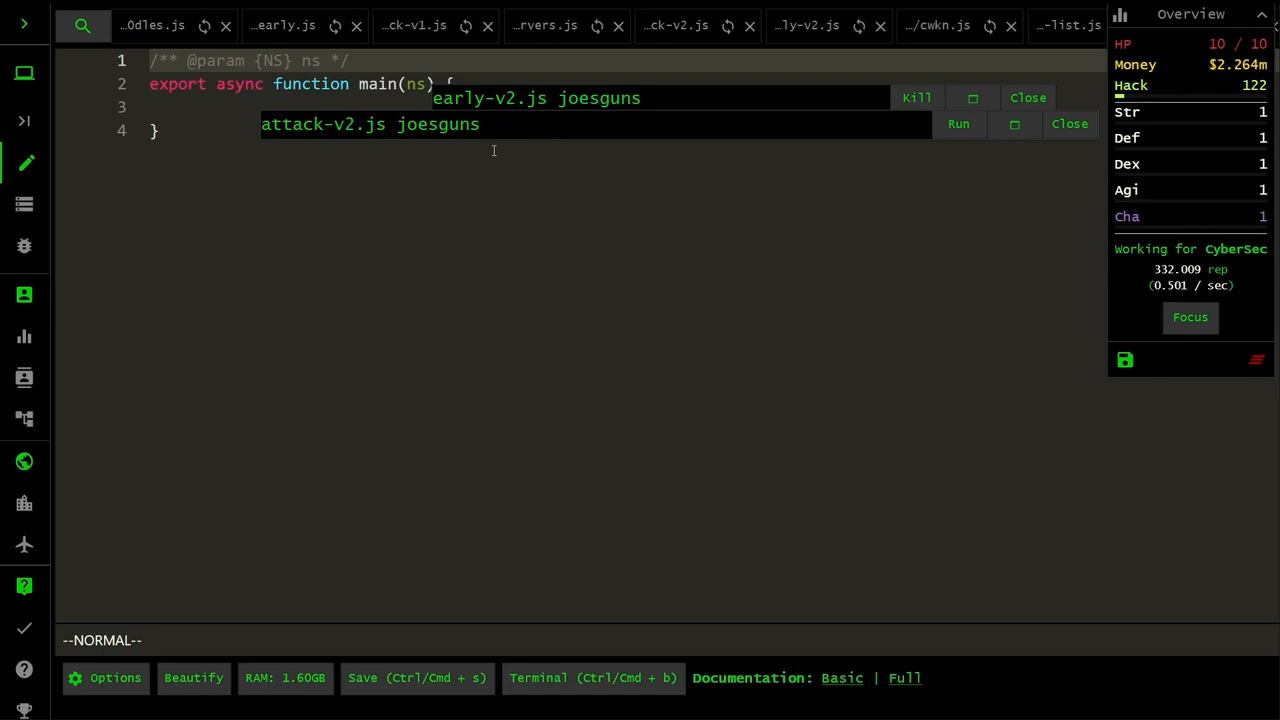 …Odles.js
…early.js
…ck-v1.js
…rvers.js
…ck-v2.js
…ly-v2.js
…/cwkn.js
…-list.js
Overview
1 /** @param {NS} ns */
2 export async function main(ns) {
3
4 }
early-v2.js joesguns Kill Close
attack-v2.js joesguns Run Close
HP 10 / 10
Money $2.264m
Hack 122
Str 1
Def 1
Dex 1
Agi 1
Cha 1
Working for CyberSec
332.009 rep
(0.501 / sec)
Focus
--NORMAL--
Options
Beautify
RAM: 1.60GB
Save (Ctrl/Cmd + s)
Terminal (Ctrl/Cmd + b)
Documentation: Basic | Full